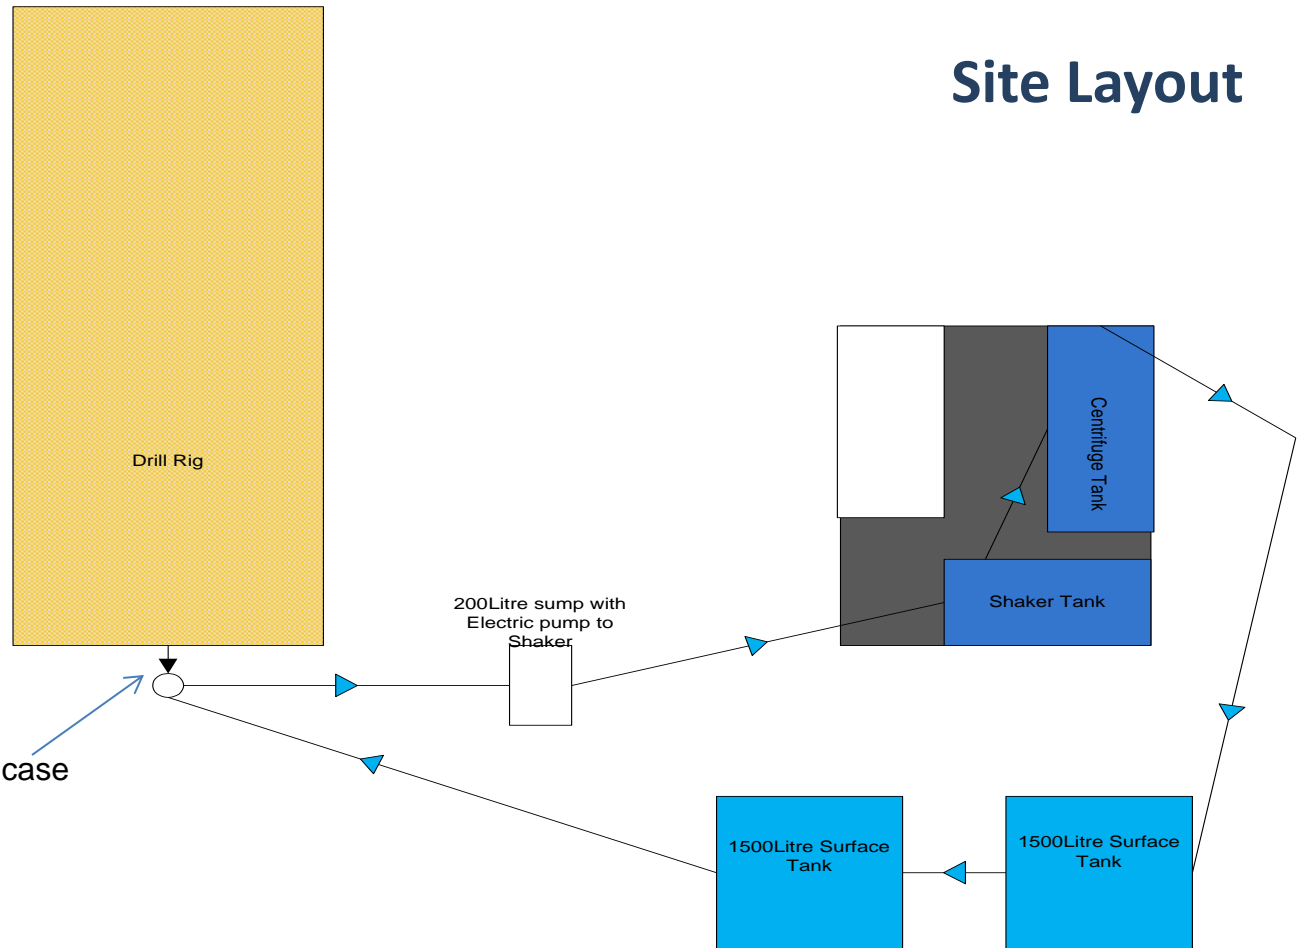 Site Layout
Drill Rig
Centrifuge Tank
200Litre sump with
Electric pump to
Shaker
Shaker Tank
case
1500Litre Surface
Tank
1500Litre Surface
Tank